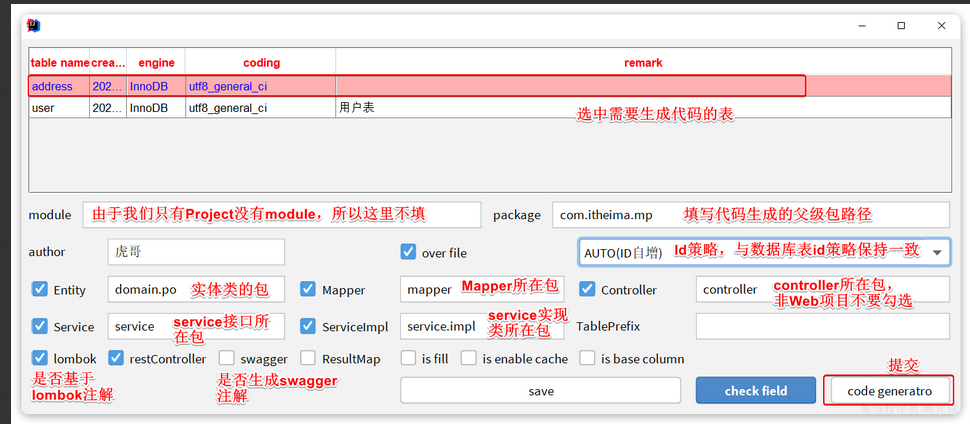 table name crea... engine coding remark
address 202... InnoDB utf8_general_ci
user 202... InnoDB utf8_general_ci 用户表
选中需要生成代码的表
module 由于我们只有Project没有module，所以这里不填 package com.itheima.mp 填写代码生成的父级包路径
author 虎哥 over file AUTO(ID自增) Id策略，与数据库表id策略保持一致
Entity domain.po 实体类的包 Mapper mapper Mapper所在包 Controller controller controller所在包，
非Web项目不要勾选
Service service service接口所
在包 ServiceImpl service.impl service实现
类所在包 TablePrefix
lombok restController swagger ResultMap is fill is enable cache is base column
是否基于
lombok注解
是否生成swagger
注解
提交
save check field code generatro